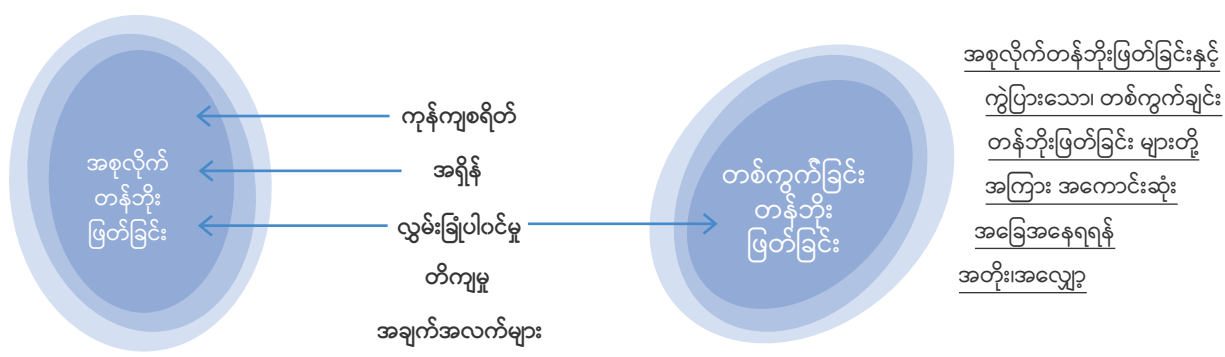 အစုလိုက်
တန်ဘိုး
ဖြတ်ခြင်း
ကုန်ကျစရိတ်
အရှိန်
လွှမ်းခြုံပါဝင်မှု
တိကျမှု
အချက်အလက်များ
တစ်ကွက်ခြင်း
တန်ဘိုး
ဖြတ်ခြင်း
အစုလိုက်တန်ဘိုးဖြတ်ခြင်းနှင့်
ကွဲပြားသော၊ တစ်ကွက်ချင်း
တန်ဘိုးဖြတ်ခြင်း များတို့
အကြား အကောင်းဆုံး
အခြေအနေရရန်
အတိုး၊အလျှော့